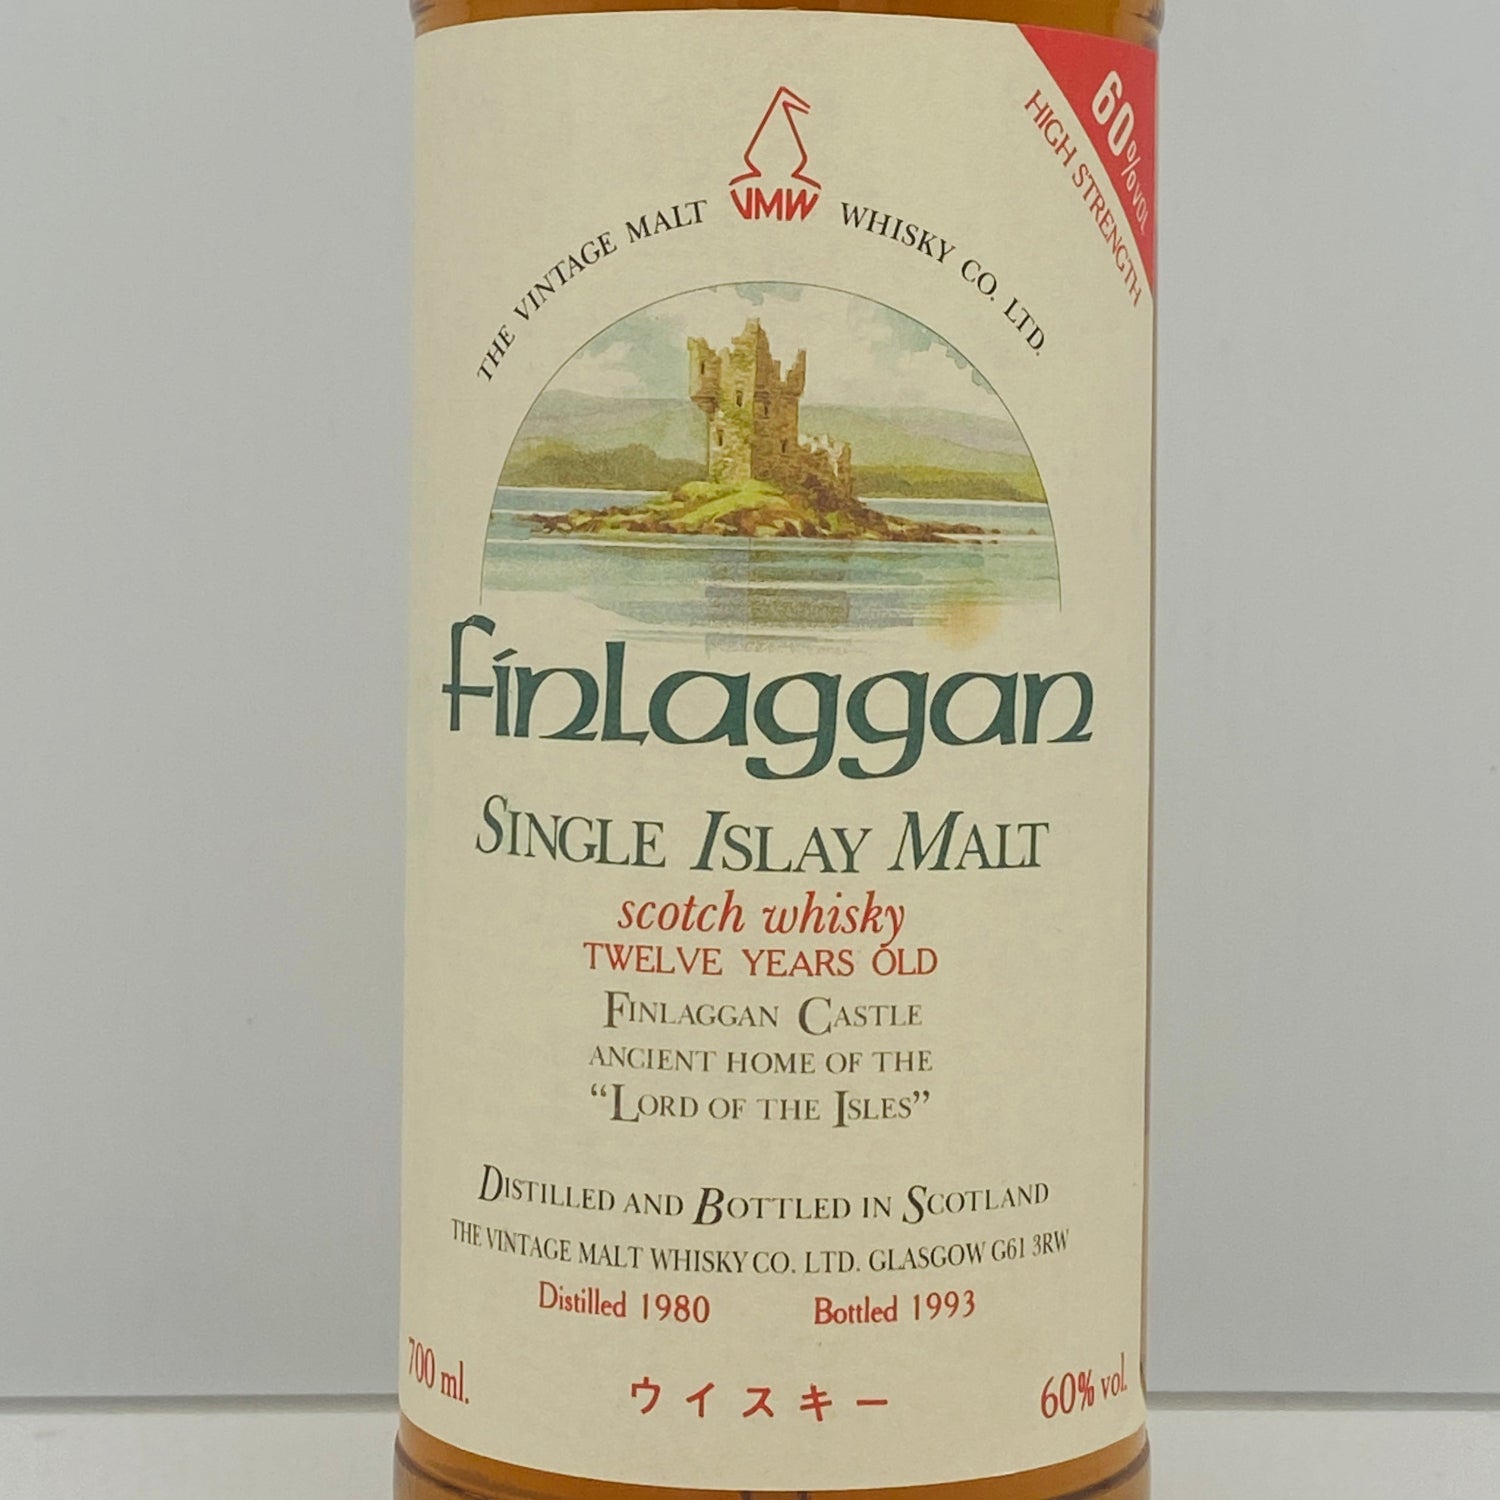 VMW
THE VINTAGE MALT WHISKY CO. LTD.
60%VOL
HIGH STRENGTH
finlaggan
SINGLE ISLAY MALT
scotch whisky
TWELVE YEARS OLD
FINLAGGAN CASTLE
ANCIENT HOME OF THE
“LORD OF THE ISLES”
DISTILLED AND BOTTLED IN SCOTLAND
THE VINTAGE MALT WHISKY CO. LTD. GLASGOW G61 3RW
Distilled 1980 Bottled 1993
700 ml. ウイスキー 60% vol.